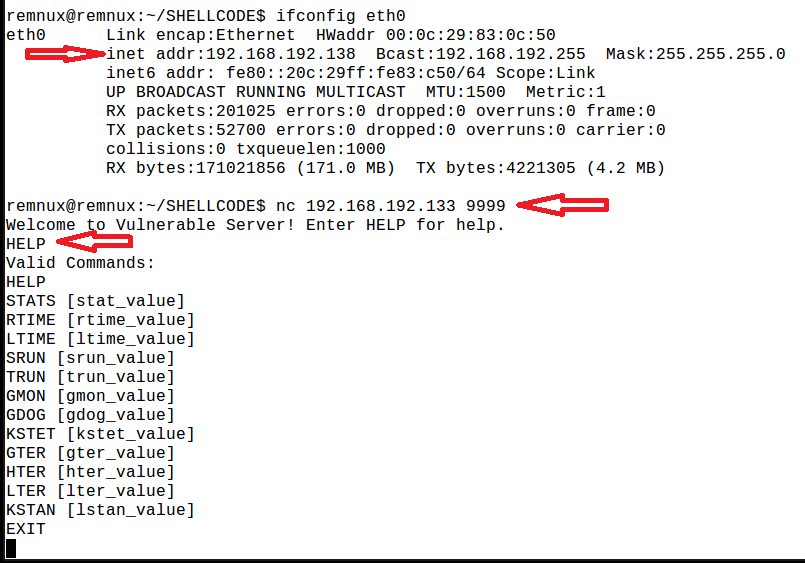 remnux@remnux:~/SHELLCODE$ ifconfig eth0
eth0      Link encap:Ethernet  HWaddr 00:0c:29:83:0c:50
          inet addr:192.168.192.138  Bcast:192.168.192.255  Mask:255.255.255.0
          inet6 addr: fe80::20c:29ff:fe83:c50/64 Scope:Link
          UP BROADCAST RUNNING MULTICAST  MTU:1500  Metric:1
          RX packets:201025 errors:0 dropped:0 overruns:0 frame:0
          TX packets:52700 errors:0 dropped:0 overruns:0 carrier:0
          collisions:0 txqueuelen:1000
          RX bytes:171021856 (171.0 MB)  TX bytes:4221305 (4.2 MB)
remnux@remnux:~/SHELLCODE$ nc 192.168.192.133 9999
Welcome to Vulnerable Server! Enter HELP for help.
HELP
Valid Commands:
HELP
STATS [stat_value]
RTIME [rtime_value]
LTIME [ltime_value]
SRUN [srun_value]
TRUN [trun_value]
GMON [gmon_value]
GDOG [gdog_value]
KSTET [kstet_value]
GTER [gter_value]
HTER [hter_value]
LTER [lter_value]
KSTAN [lstan_value]
EXIT